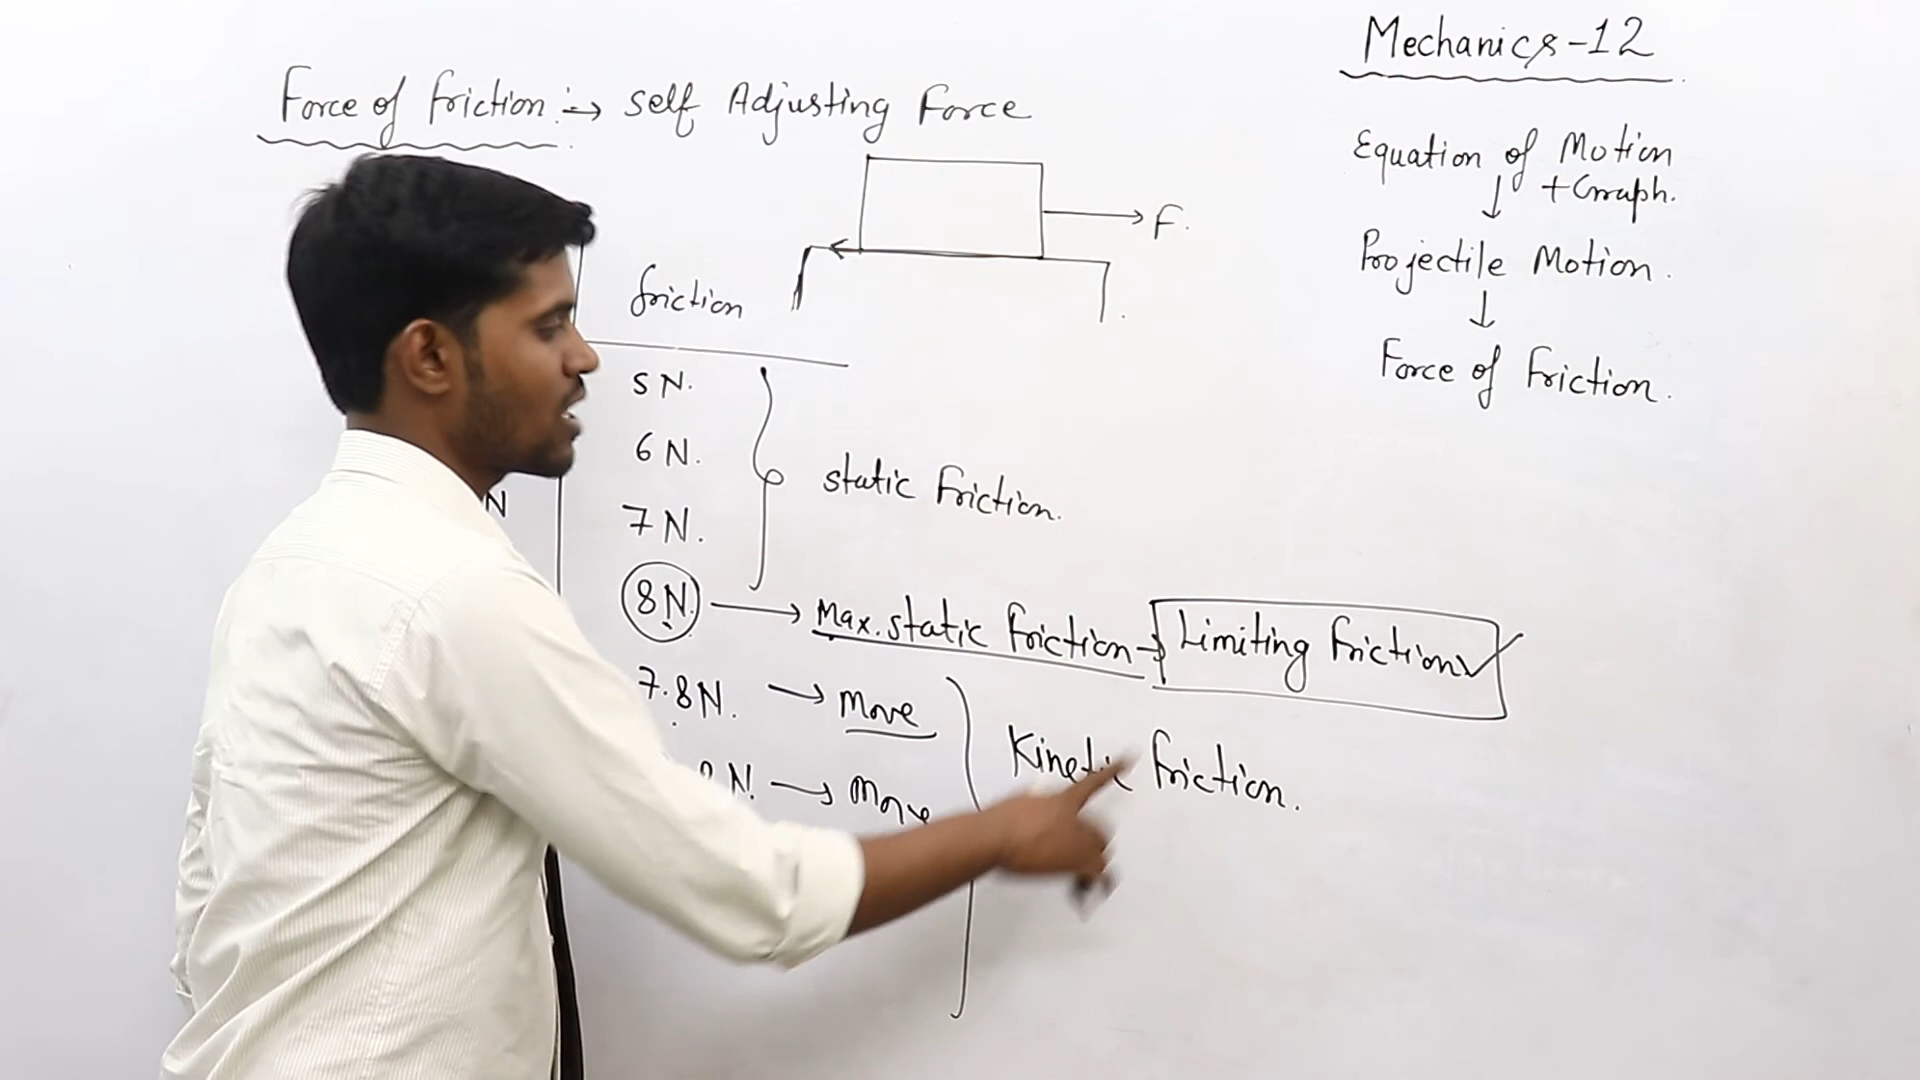 Mechanics-12
Force of friction :→ Self Adjusting Force
Equation of Motion
+Graph.
↓
F.
Projectile Motion.
↓
friction
Force of Friction.
5 N.
6 N.
static Friction.
N
7 N.
8 N. → Max. static Friction → Limiting Friction ✓
7.8 N. → Move
Kinetic Friction.
N. → Move